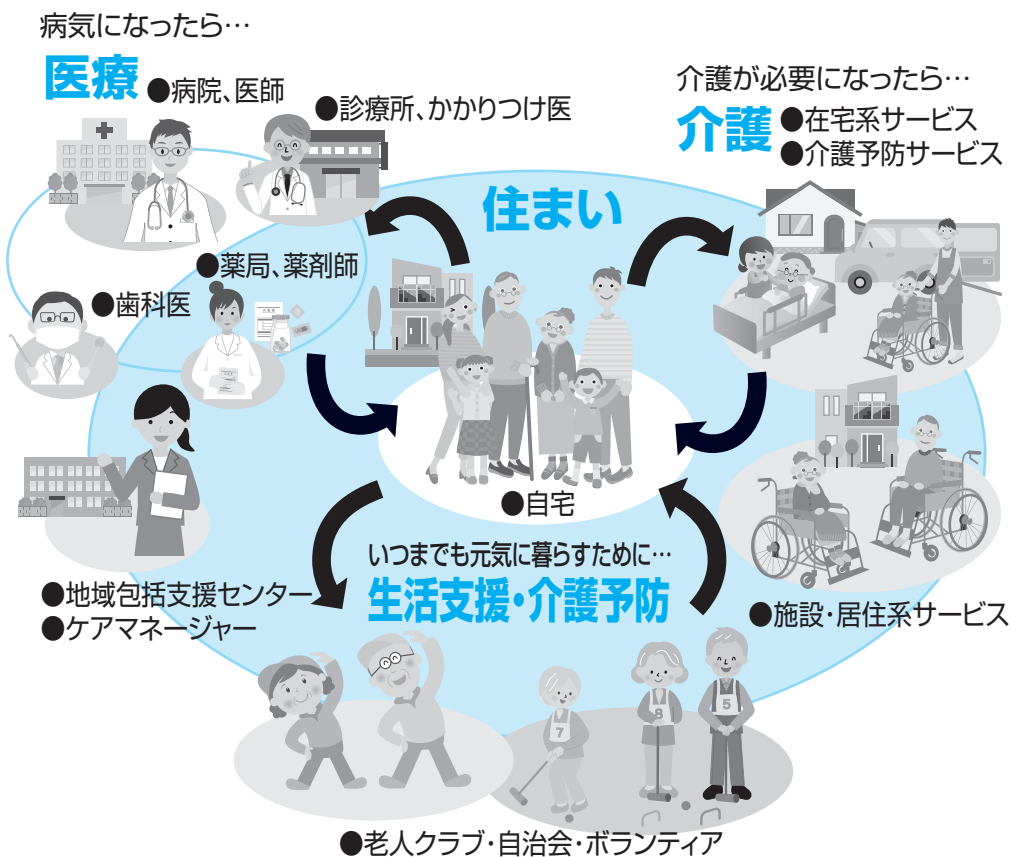 病気になったら…
医療
●病院、医師
●診療所、かかりつけ医
●薬局、薬剤師
●歯科医
介護が必要になったら…
介護
●在宅系サービス
●介護予防サービス
住まい
●自宅
いつまでも元気に暮らすために…
生活支援・介護予防
●地域包括支援センター
●ケアマネージャー
●施設・居住系サービス
7
8
5
●老人クラブ・自治会・ボランティア